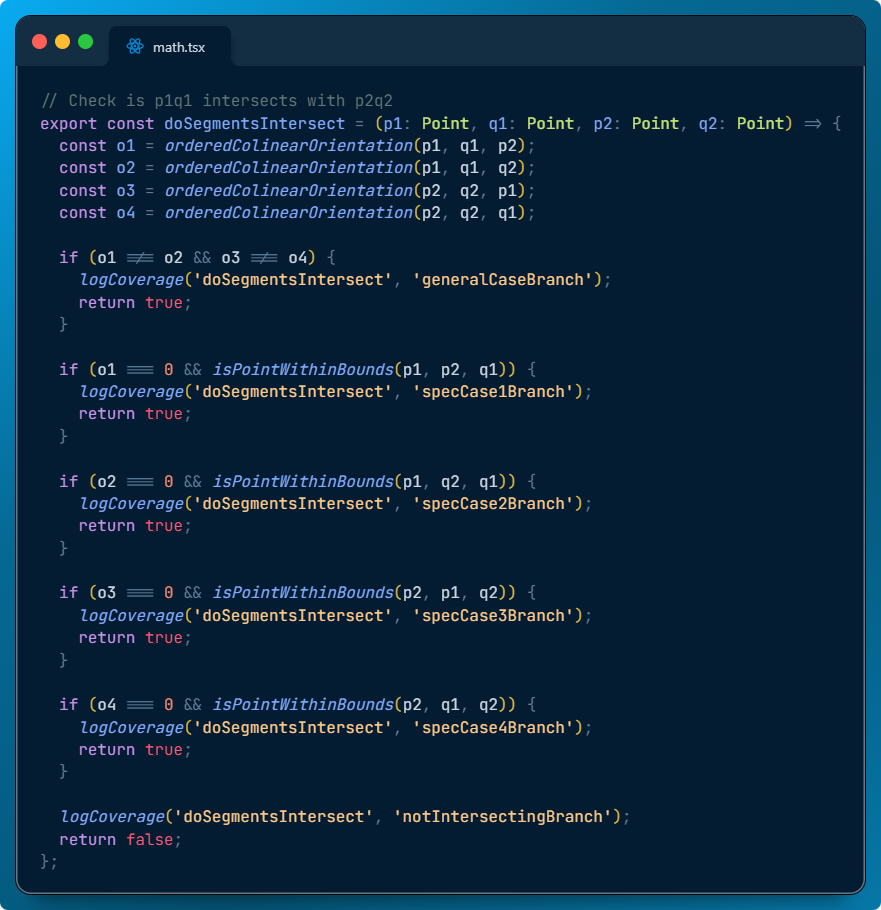 math.tsx
// Check is p1q1 intersects with p2q2
export const doSegmentsIntersect = (p1: Point, q1: Point, p2: Point, q2: Point) => {
  const o1 = orderedColinearOrientation(p1, q1, p2);
  const o2 = orderedColinearOrientation(p1, q1, q2);
  const o3 = orderedColinearOrientation(p2, q2, p1);
  const o4 = orderedColinearOrientation(p2, q2, q1);

  if (o1 !== o2 && o3 !== o4) {
    logCoverage('doSegmentsIntersect', 'generalCaseBranch');
    return true;
  }

  if (o1 === 0 && isPointWithinBounds(p1, p2, q1)) {
    logCoverage('doSegmentsIntersect', 'specCase1Branch');
    return true;
  }

  if (o2 === 0 && isPointWithinBounds(p1, q2, q1)) {
    logCoverage('doSegmentsIntersect', 'specCase2Branch');
    return true;
  }

  if (o3 === 0 && isPointWithinBounds(p2, p1, q2)) {
    logCoverage('doSegmentsIntersect', 'specCase3Branch');
    return true;
  }

  if (o4 === 0 && isPointWithinBounds(p2, q1, q2)) {
    logCoverage('doSegmentsIntersect', 'specCase4Branch');
    return true;
  }

  logCoverage('doSegmentsIntersect', 'notIntersectingBranch');
  return false;
};